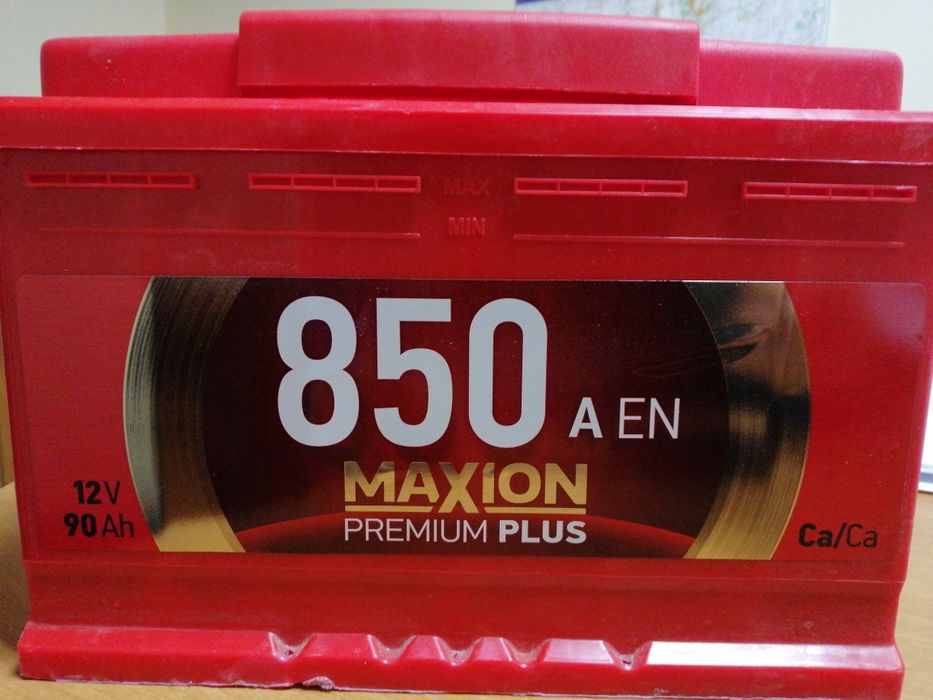 MAX
MIN
850 A EN
MAXION
PREMIUM PLUS
12V
90Ah
Ca/Ca